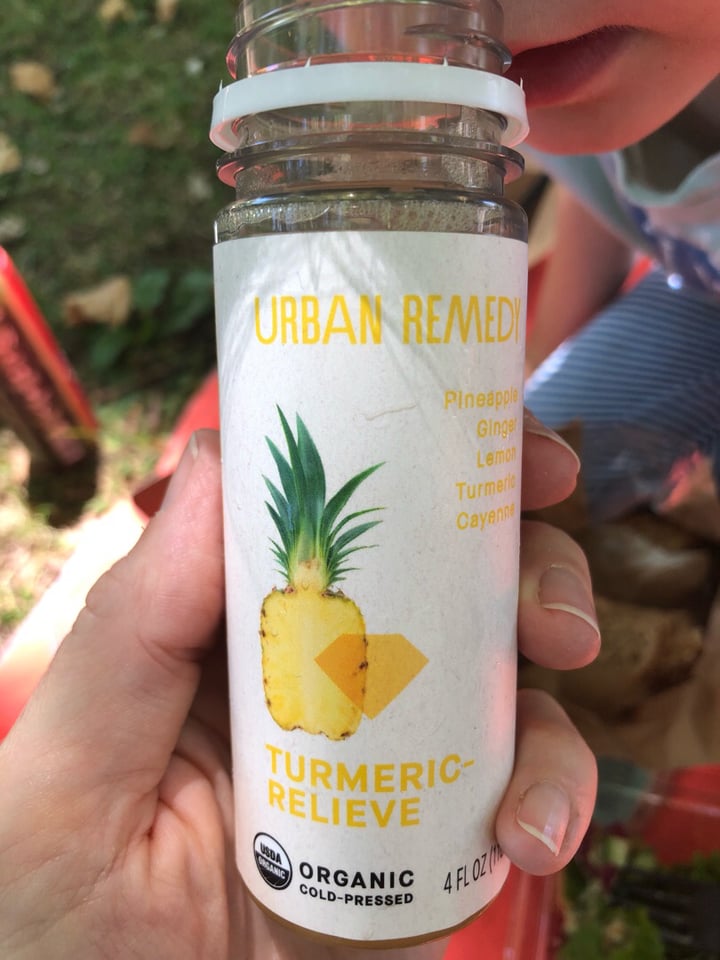 URBAN REMEDY
Pineapple
Ginger
Lemon
Turmeric
Cayenne
TURMERIC-
RELIEVE
USDA
ORGANIC
ORGANIC
COLD-PRESSED
4 FL OZ